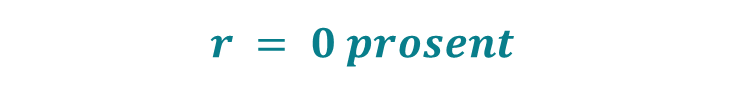 r = 0 prosent